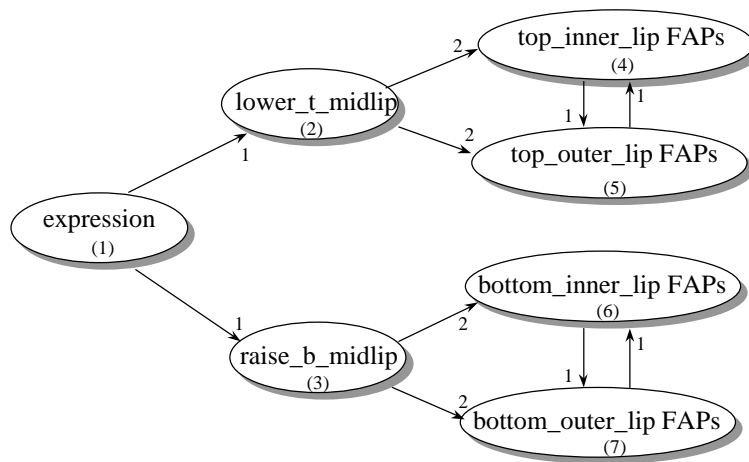 top_inner_lip FAPs
(4)
2
lower_t_midlip
(2)
1
1
2
top_outer_lip FAPs
(5)
1
expression
(1)
bottom_inner_lip FAPs
(6)
1
2
raise_b_midlip
(3)
1
1
2
bottom_outer_lip FAPs
(7)